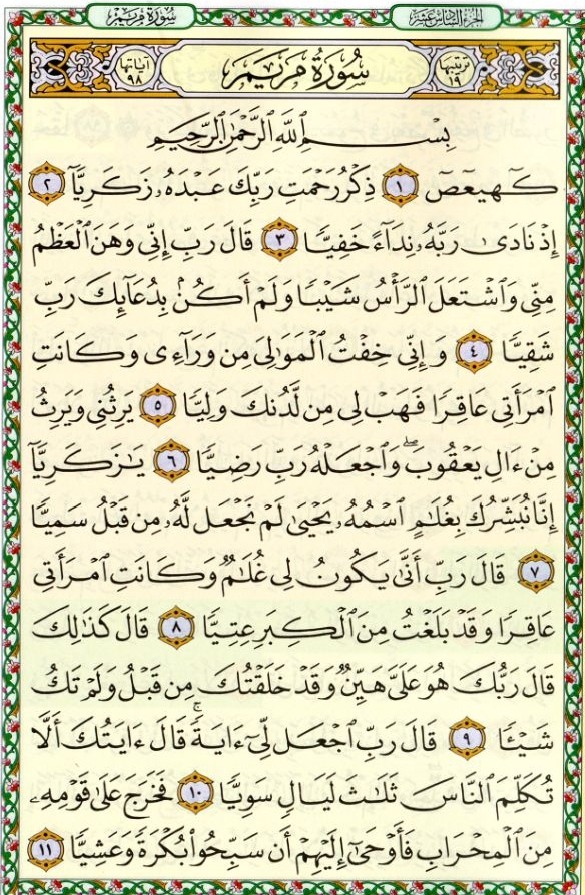 الجزء السادس عشر
سورة مريم
ترتيبها ١٩
سُورَةُ مَرْيَمَ
آياتها ٩٨
بِسْمِ ٱللَّهِ ٱلرَّحْمَٰنِ ٱلرَّحِيمِ
كٓهيعٓصٓ ١ ذِكْرُ رَحْمَتِ رَبِّكَ عَبْدَهُۥ زَكَرِيَّآ ٢
إِذْ نَادَىٰ رَبَّهُۥ نِدَآءً خَفِيًّا ٣ قَالَ رَبِّ إِنِّى وَهَنَ ٱلْعَظْمُ
مِنِّى وَٱشْتَعَلَ ٱلرَّأْسُ شَيْبًا وَلَمْ أَكُنۢ بِدُعَآئِكَ رَبِّ
شَقِيًّا ٤ وَإِنِّى خِفْتُ ٱلْمَوَٰلِىَ مِن وَرَآءِى وَكَانَتِ
ٱمْرَأَتِى عَاقِرًا فَهَبْ لِى مِن لَّدُنكَ وَلِيًّا ٥ يَرِثُنِى وَيَرِثُ
مِنْ ءَالِ يَعْقُوبَ ۖ وَٱجْعَلْهُ رَبِّ رَضِيًّا ٦ يَٰزَكَرِيَّآ
إِنَّا نُبَشِّرُكَ بِغُلَٰمٍ ٱسْمُهُۥ يَحْيَىٰ لَمْ نَجْعَل لَّهُۥ مِن قَبْلُ سَمِيًّا
٧ قَالَ رَبِّ أَنَّىٰ يَكُونُ لِى غُلَٰمٌ وَكَانَتِ ٱمْرَأَتِى
عَاقِرًا وَقَدْ بَلَغْتُ مِنَ ٱلْكِبَرِ عِتِيًّا ٨ قَالَ كَذَٰلِكَ
قَالَ رَبُّكَ هُوَ عَلَىَّ هَيِّنٌ وَقَدْ خَلَقْتُكَ مِن قَبْلُ وَلَمْ تَكُ
شَيْـًٔا ٩ قَالَ رَبِّ ٱجْعَل لِّىٓ ءَايَةً ۚ قَالَ ءَايَتُكَ أَلَّا
تُكَلِّمَ ٱلنَّاسَ ثَلَٰثَ لَيَالٍ سَوِيًّا ١٠ فَخَرَجَ عَلَىٰ قَوْمِهِۦ
مِنَ ٱلْمِحْرَابِ فَأَوْحَىٰٓ إِلَيْهِمْ أَن سَبِّحُوا۟ بُكْرَةً وَعَشِيًّا ١١